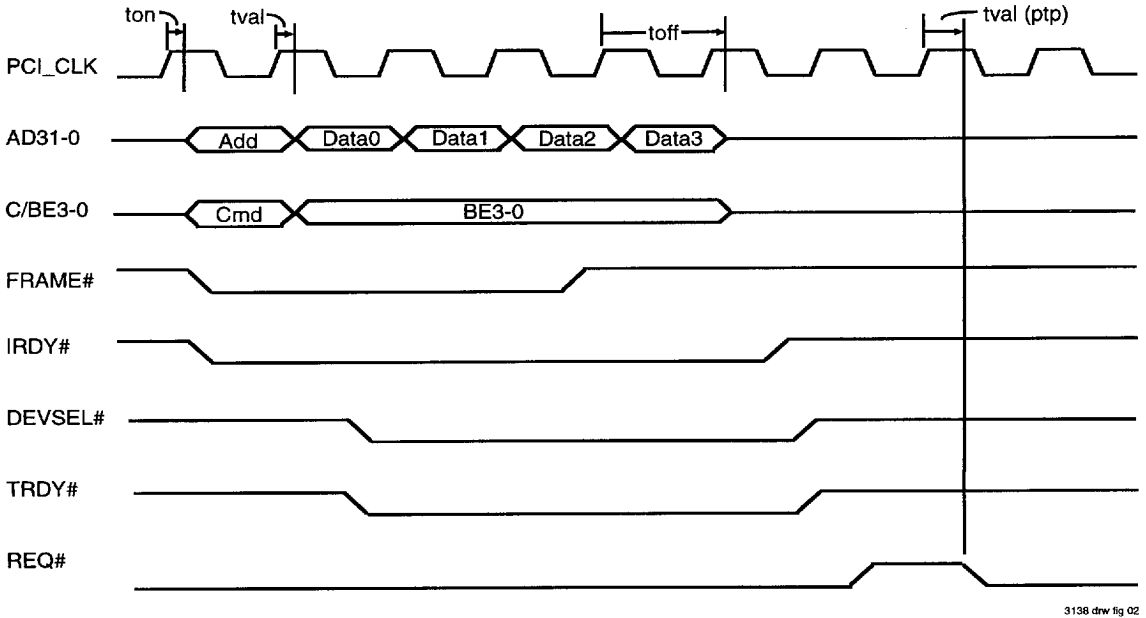 ton
tval
toff
tval (ptp)
PCI_CLK
AD31-0
Add
Data0
Data1
Data2
Data3
C/BE3-0
Cmd
BE3-0
FRAME#
IRDY#
DEVSEL#
TRDY#
REQ#
3138 drw fig 02